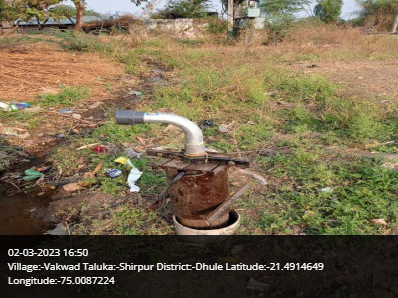 02-03-2023 16:50
Village:-Vakwad Taluka:-Shirpur District:-Dhule Latitude:-21.4914649
Longitude:-75.0087224